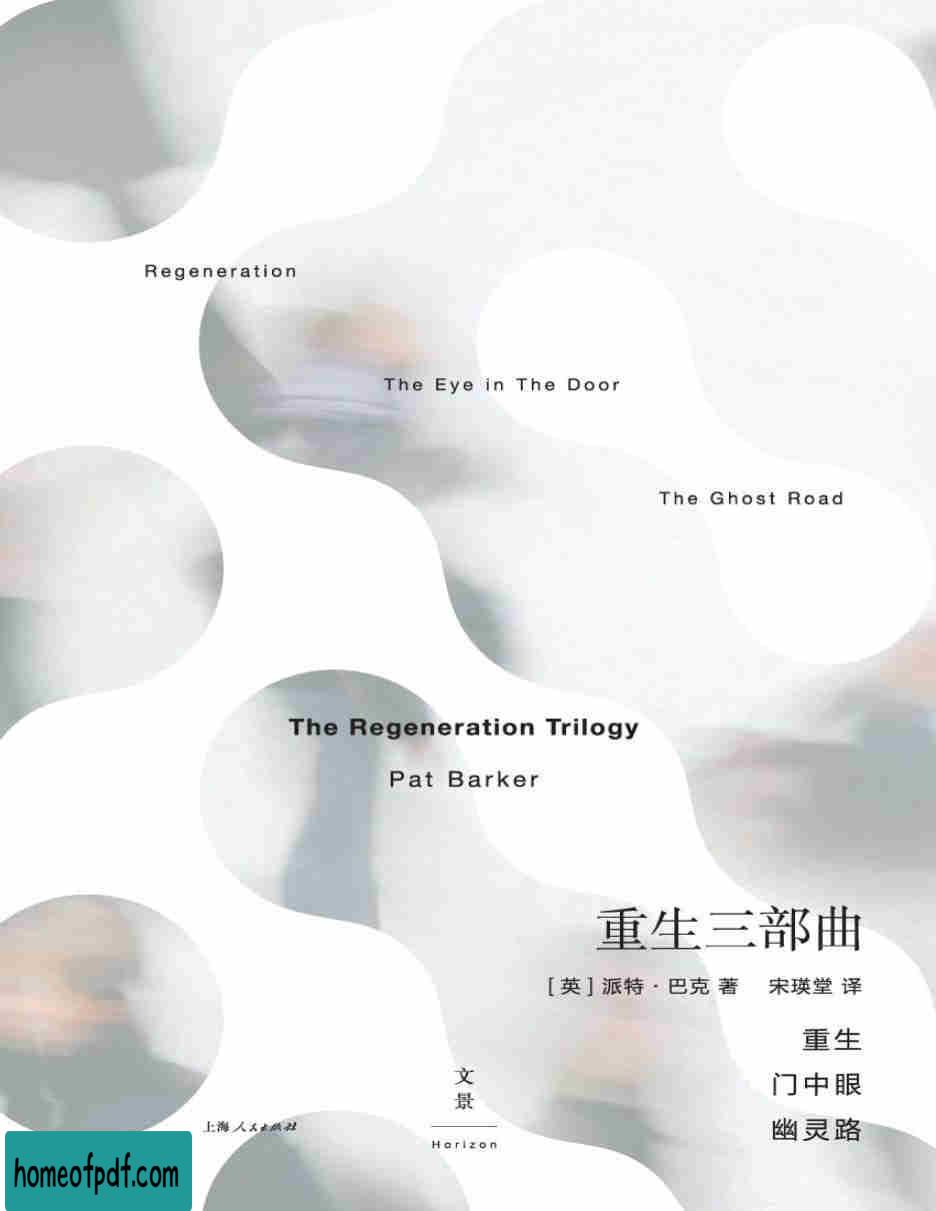 Regeneration
The Eye in The Door
The Ghost Road
The Regeneration Trilogy
Pat Barker
重生三部曲
[英] 派特·巴克 著 宋瑛堂 译
重生
门中眼
幽灵路
文
景
Horizon
上海人民出版社
homeofpdf.com